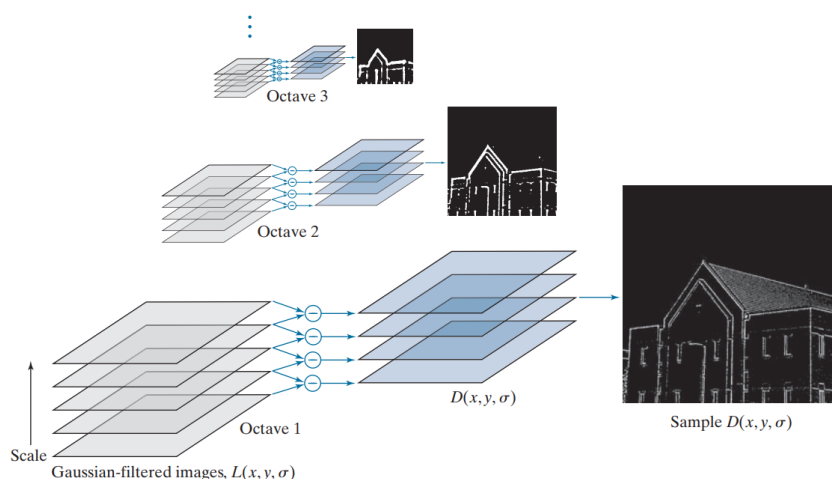 Octave 3
Octave 2
Octave 1
D(x, y, σ)
Sample D(x, y, σ)
Scale
Gaussian-filtered images, L(x, y, σ)